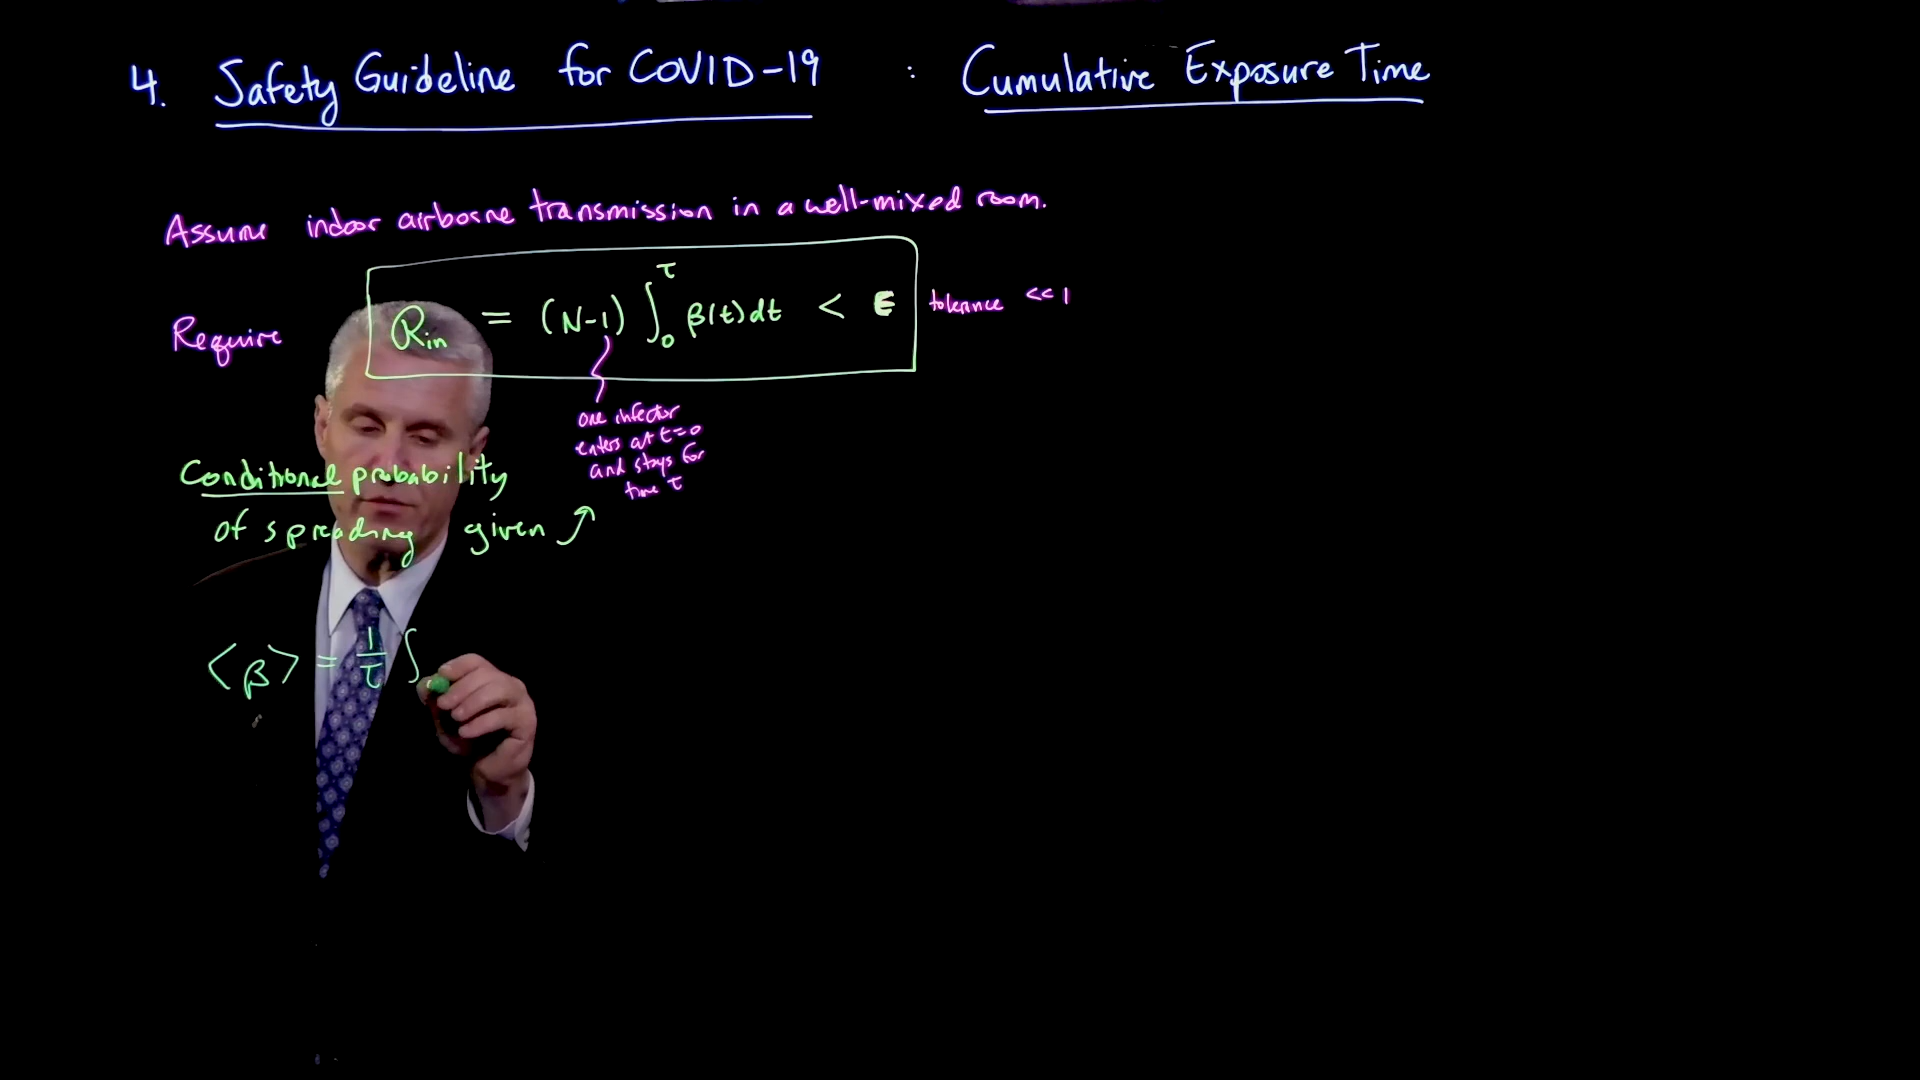 4. Safety Guideline for COVID-19 : Cumulative Exposure Time
Assume indoor airborne transmission in a well-mixed room.
Require R_in = (N-1) ∫_0^τ β(t)dt < ϵ tolerance << 1
one infector
enters at t=0
and stays for
time τ
Conditional probability
of spreading given ↗
<β> = 1/τ ∫